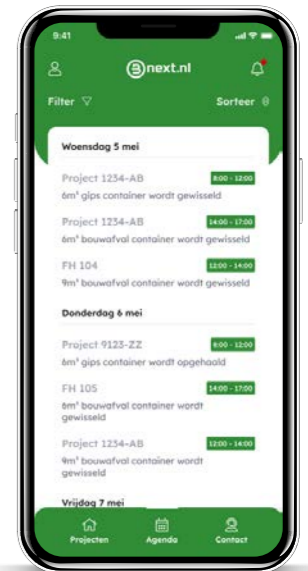 9:41
Bnext.nl
Filter
Sorteer
Woensdag 5 mei
Project 1234-AB 8:00 - 12:00
6m³ gips container wordt gewisseld
Project 1234-AB 14:00 - 17:00
6m³ bouwafval container wordt gewisseld
FH 104 12:00 - 14:00
9m³ bouwafval container wordt gewisseld
Donderdag 6 mei
Project 9123-ZZ 8:00 - 12:00
6m³ gips container wordt opgehaald
FH 105 14:00 - 17:00
6m³ bouwafval container wordt
gewisseld
Project 1234-AB 12:00 - 14:00
9m³ bouwafval container wordt
gewisseld
Vrijdag 7 mei
Projecten Agenda Contact